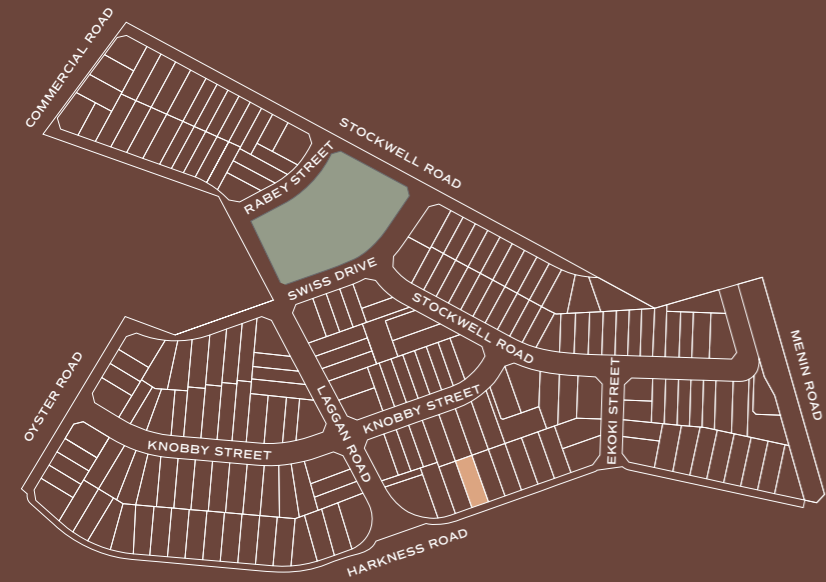 COMMERCIAL ROAD
STOCKWELL ROAD
RABEY STREET
SWISS DRIVE
STOCKWELL ROAD
MENIN ROAD
OYSTER ROAD
LAGGAN ROAD
KNOBBY STREET
EKOKI STREET
KNOBBY STREET
HARKNESS ROAD